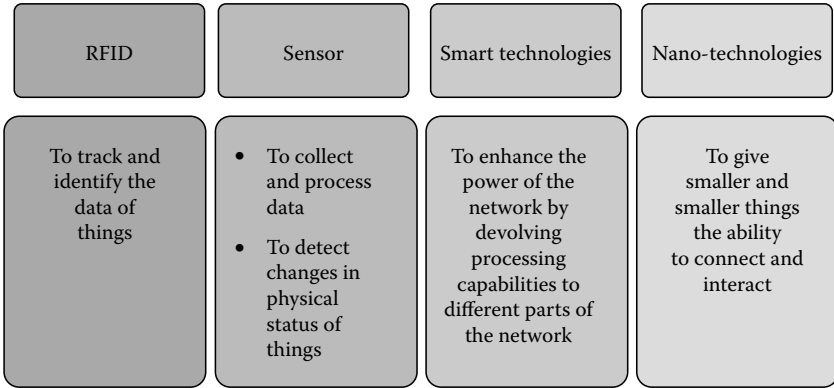 RFID
Sensor
Smart technologies
Nano-technologies
To track and
identify the
data of
things
• To collect
and process
data
• To detect
changes in
physical
status of
things
To enhance the
power of the
network by
devolving
processing
capabilities to
different parts of
the network
To give
smaller and
smaller things
the ability
to connect and
interact